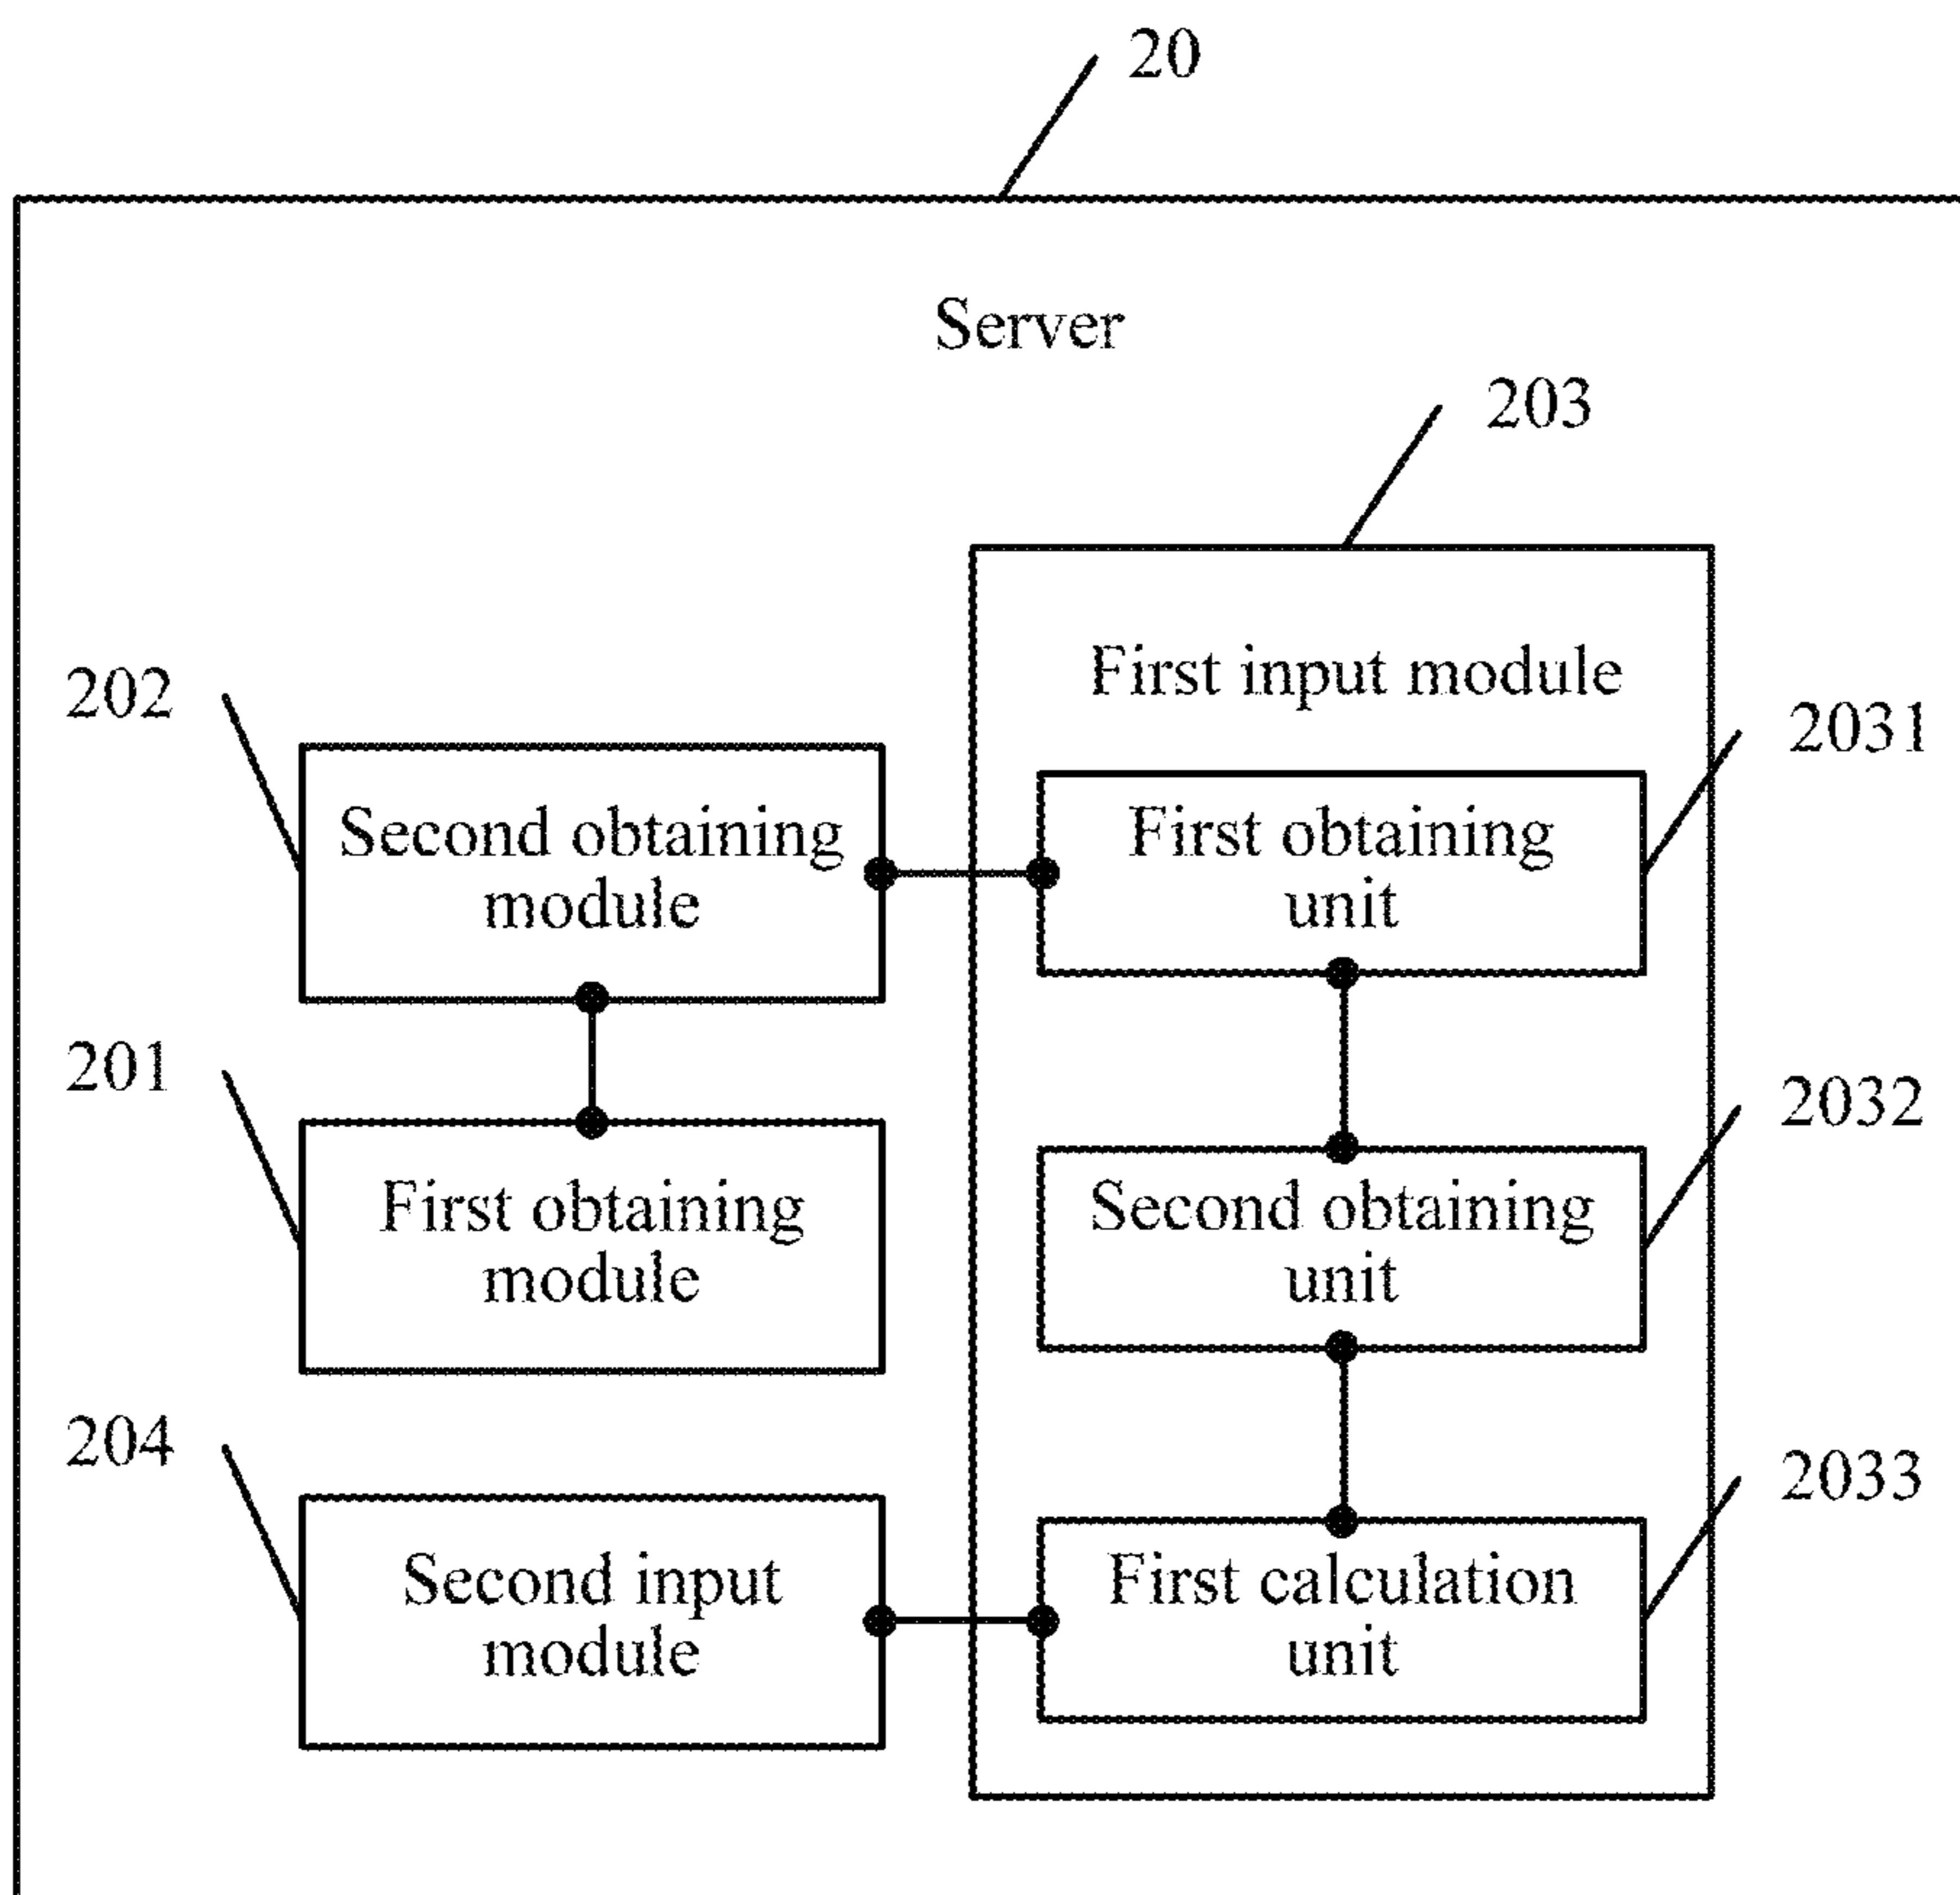 20
Server
203
First input module
202
2031
Second obtaining
module
First obtaining
unit
201
2032
First obtaining
module
Second obtaining
unit
204
2033
Second input
module
First calculation
unit